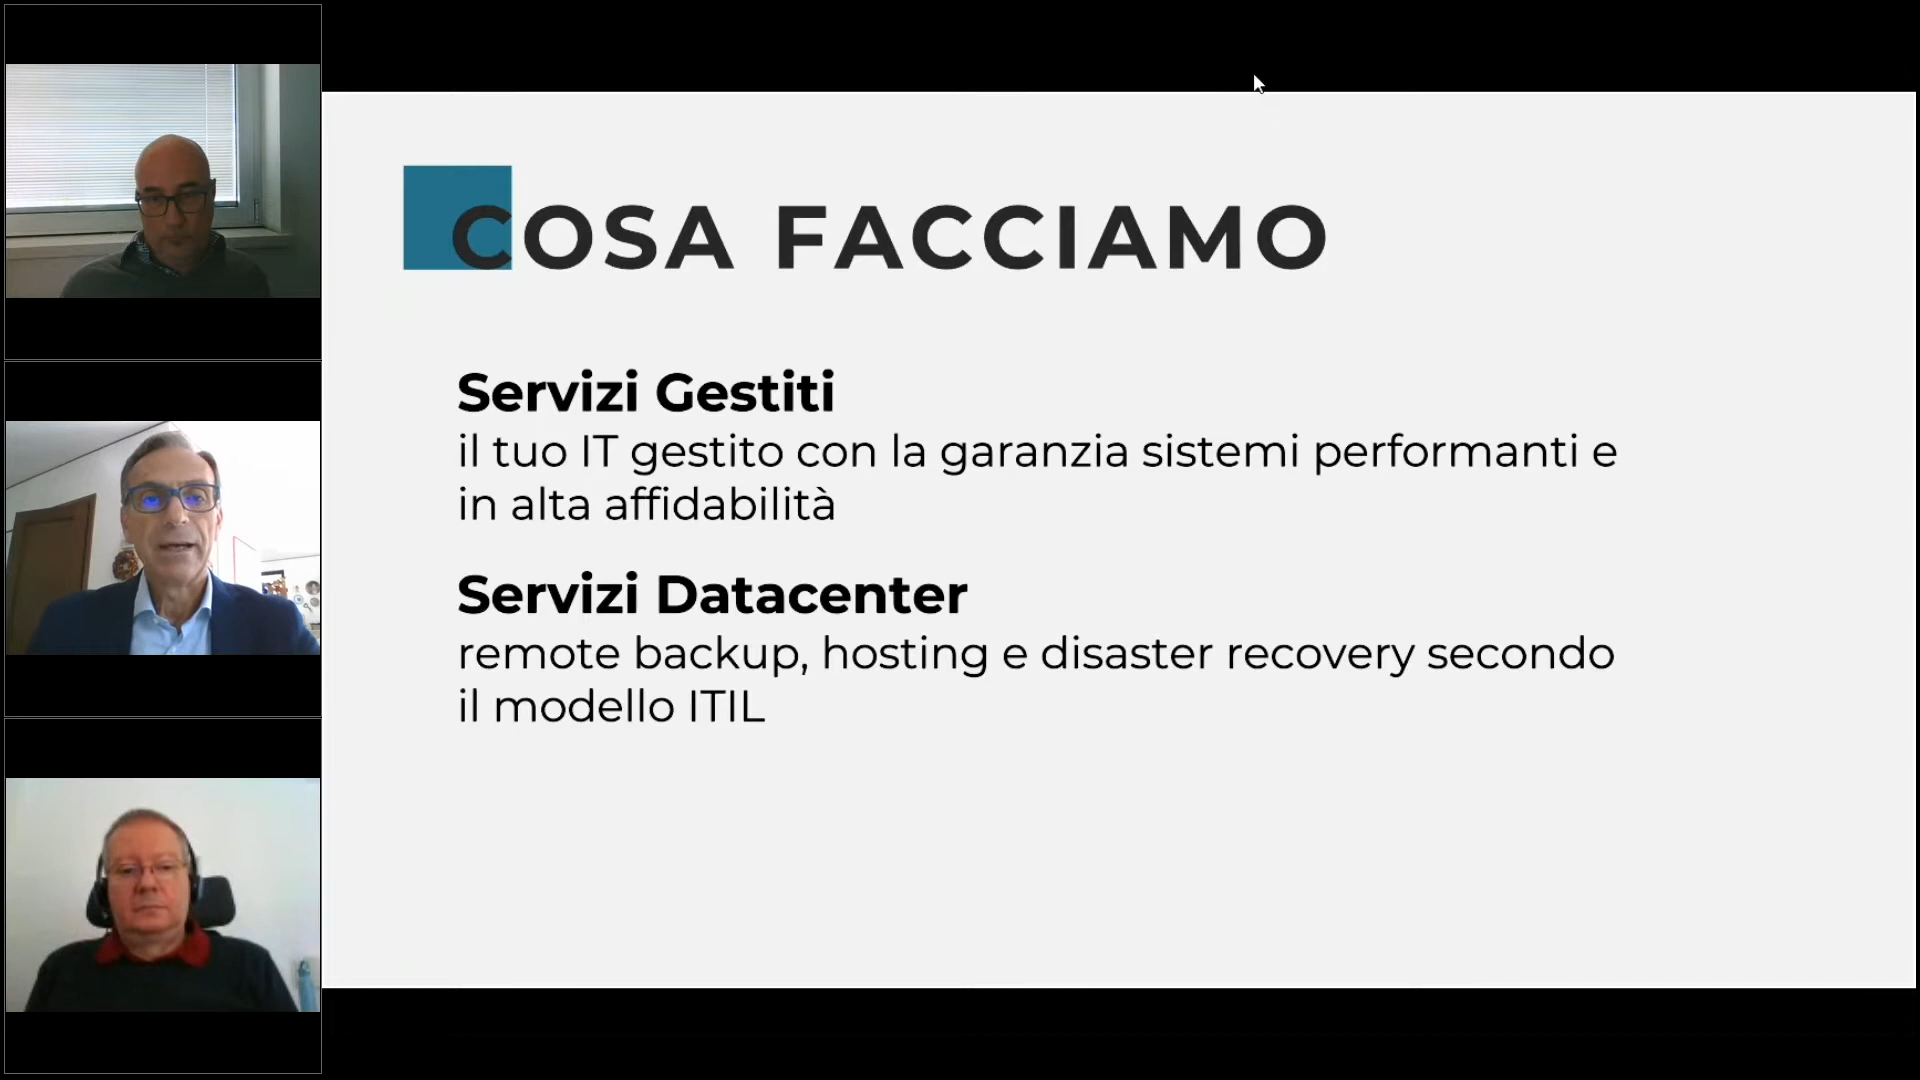 COSA FACCIAMO
Servizi Gestiti
il tuo IT gestito con la garanzia sistemi performanti e
in alta affidabilità
Servizi Datacenter
remote backup, hosting e disaster recovery secondo
il modello ITIL